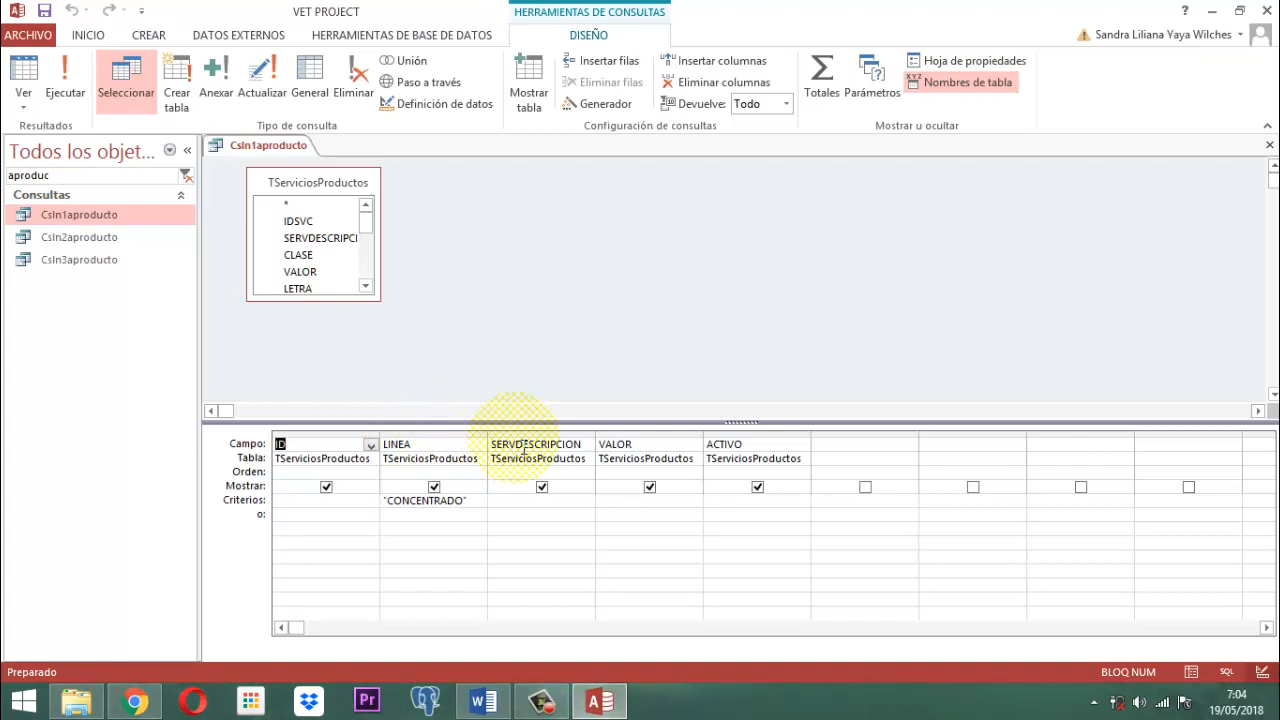 VET PROJECT
HERRAMIENTAS DE CONSULTAS
?
ARCHIVO INICIO CREAR DATOS EXTERNOS HERRAMIENTAS DE BASE DE DATOS DISEÑO
Sandra Liliana Yaya Wilches
Ver
Ejecutar
Resultados
Seleccionar
Crear tabla
Anexar
Actualizar
General
Eliminar
Unión
Paso a través
Definición de datos
Tipo de consulta
Mostrar tabla
Insertar filas
Eliminar filas
Generador
Insertar columnas
Eliminar columnas
Devuelve: Todo
Configuración de consultas
Totales
Parámetros
Hoja de propiedades
Nombres de tabla
Mostrar u ocultar
Todos los objet...
aproduc
Consultas
CsIn1aproducto
CsIn2aproducto
CsIn3aproducto
CsIn1aproducto
TServiciosProductos
*
IDSVC
SERVDESCRIPCI
CLASE
VALOR
LETRA
Campo: ID LINEA SERVDESCRIPCION VALOR ACTIVO
Tabla: TServiciosProductos TServiciosProductos TServiciosProductos TServiciosProductos TServiciosProductos
Orden:
Mostrar:
Criterios: "CONCENTRADO"
o:
Preparado
BLOQ NUM
SQL
Pr
7:04
19/05/2018